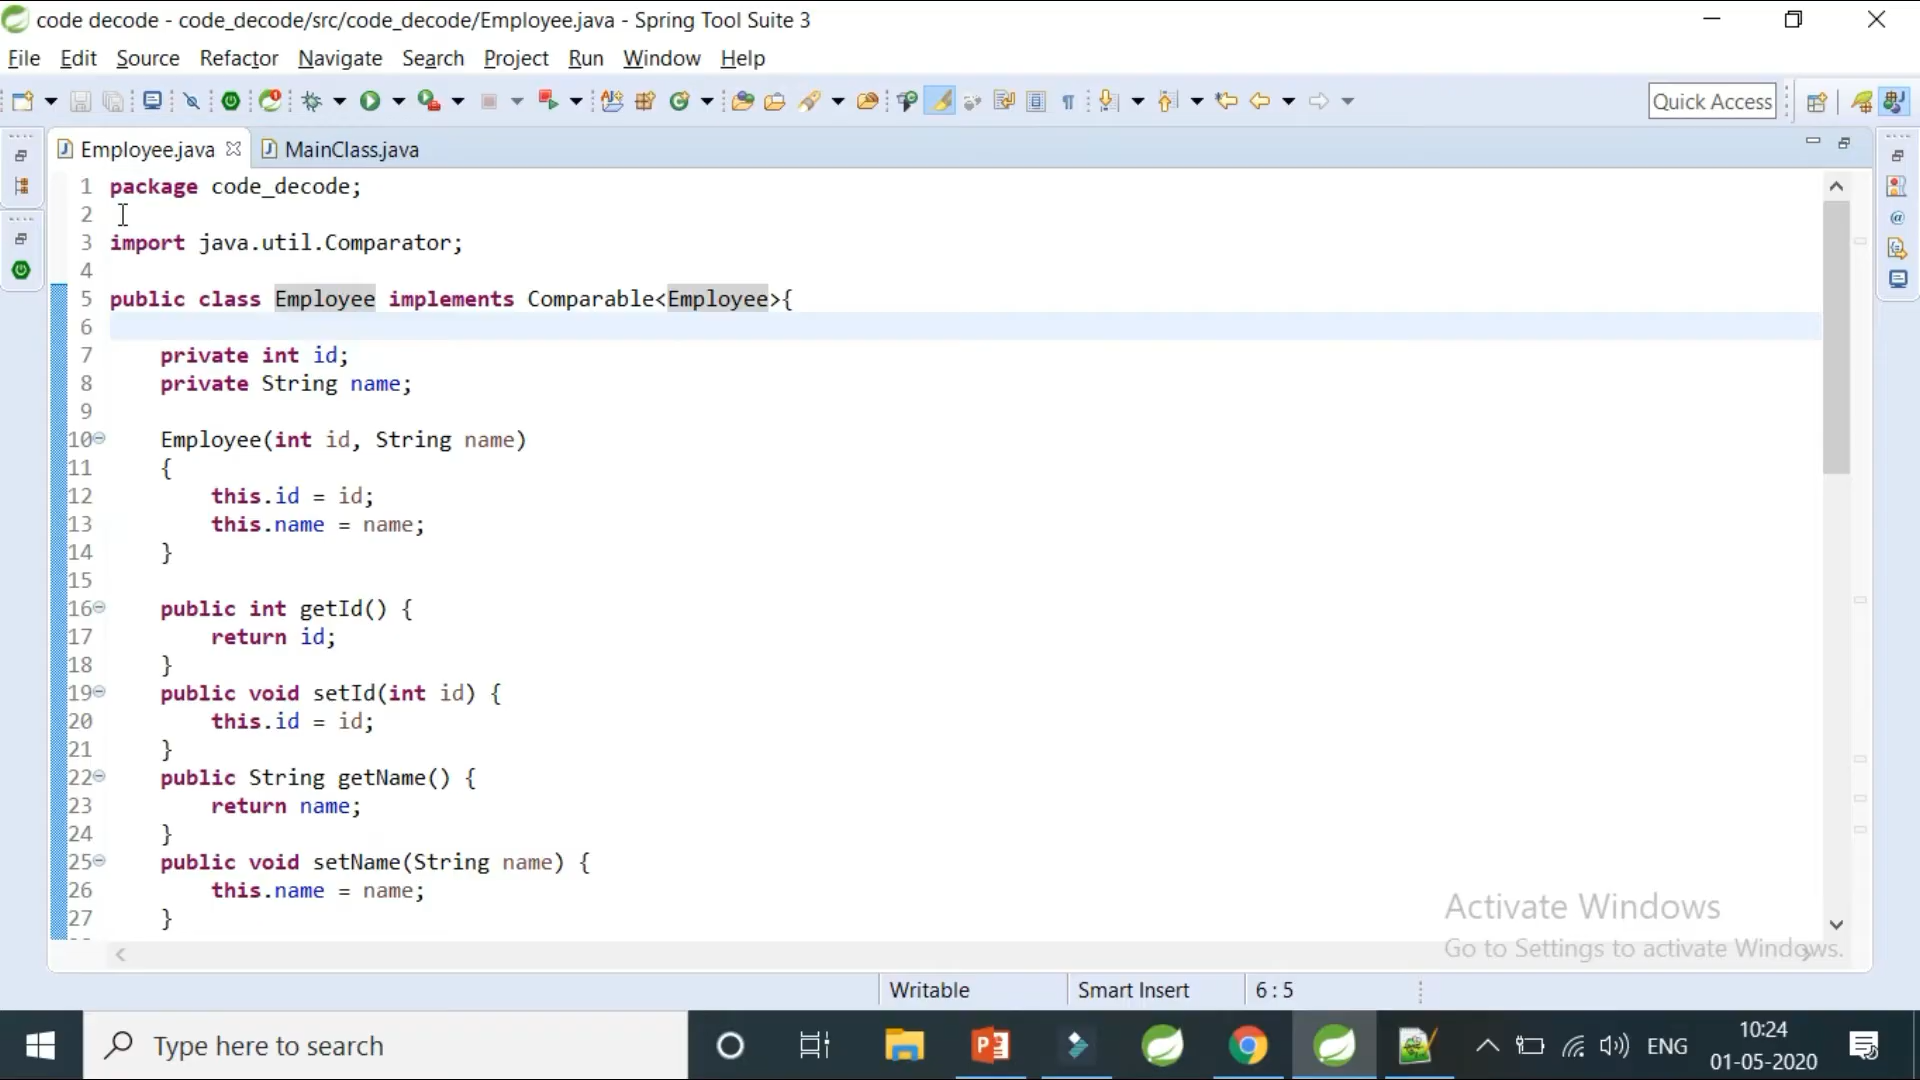 code decode - code_decode/src/code_decode/Employee.java - Spring Tool Suite 3
File Edit Source Refactor Navigate Search Project Run Window Help
Quick Access
Employee.java MainClass.java
1 package code_decode;
2
3 import java.util.Comparator;
4
5 public class Employee implements Comparable<Employee>{
6
7 private int id;
8 private String name;
9
10 Employee(int id, String name)
11 {
12 this.id = id;
13 this.name = name;
14 }
15
16 public int getId() {
17 return id;
18 }
19 public void setId(int id) {
20 this.id = id;
21 }
22 public String getName() {
23 return name;
24 }
25 public void setName(String name) {
26 this.name = name;
27 }
Activate Windows
Go to Settings to activate Windows.
Writable Smart Insert 6 : 5
Type here to search
ENG
10:24
01-05-2020